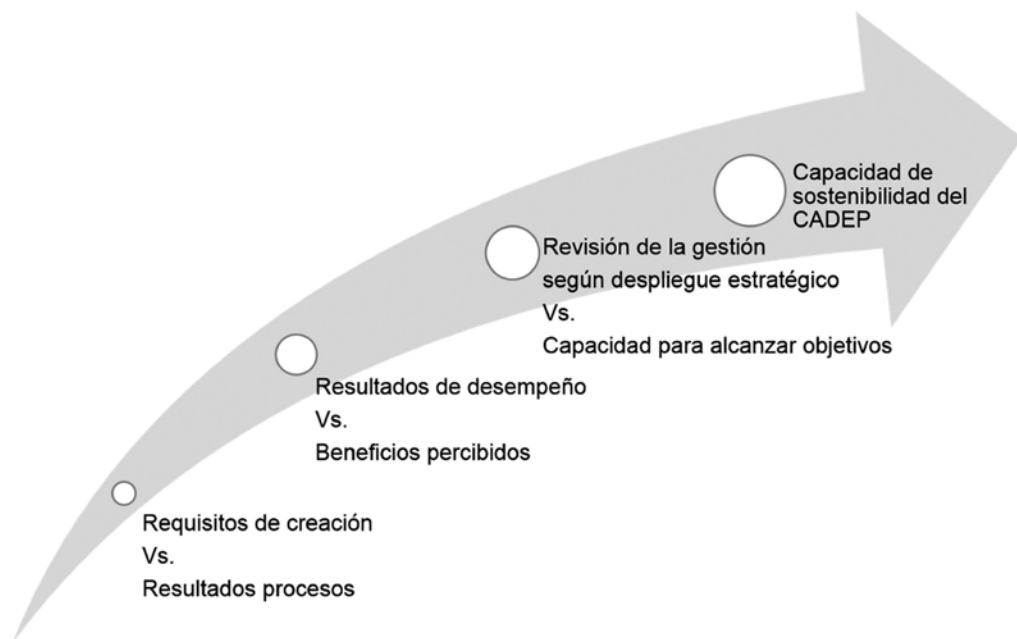 Capacidad de
sostenibilidad del
CADEP
Revisión de la gestión
según despliegue estratégico
Vs.
Capacidad para alcanzar objetivos
Resultados de desempeño
Vs.
Beneficios percibidos
Requisitos de creación
Vs.
Resultados procesos